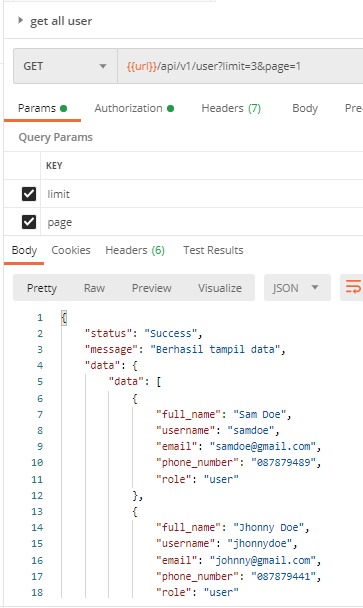 get all user
GET {{url}}/api/v1/user?limit=3&page=1
Params Authorization Headers (7) Body Pre-
Query Params
KEY
limit
page
Body Cookies Headers (6) Test Results
Pretty Raw Preview Visualize JSON
1 {
2 "status": "Success",
3 "message": "Berhasil tampil data",
4 "data": {
5 "data": [
6 {
7 "full_name": "Sam Doe",
8 "username": "samdoe",
9 "email": "samdoe@gmail.com",
10 "phone_number": "087879489",
11 "role": "user"
12 },
13 {
14 "full_name": "Jhonny Doe",
15 "username": "jhonnydoe",
16 "email": "johnny@gmail.com",
17 "phone_number": "087879441",
18 "role": "user"